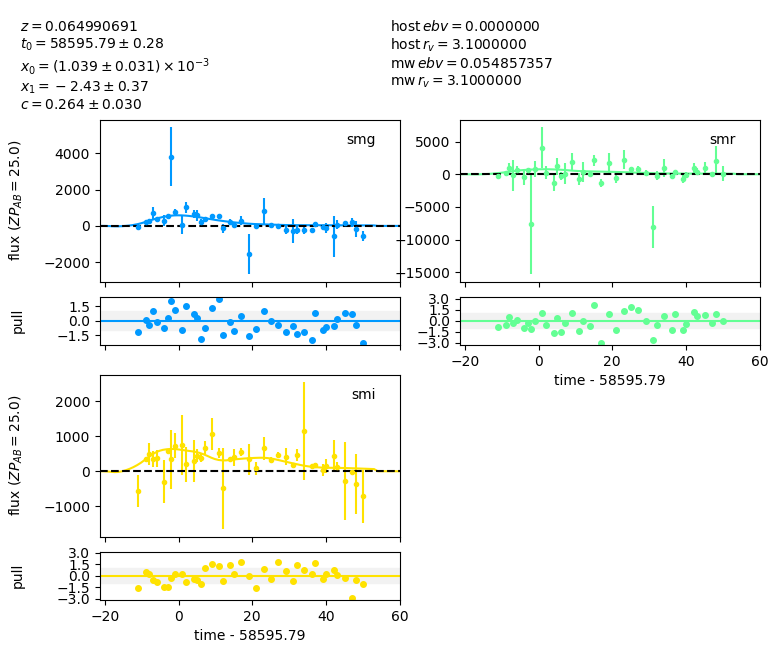 z = 0.064990691
t₀ = 58595.79 ± 0.28
x₀ = (1.039 ± 0.031) × 10⁻³
x₁ = −2.43 ± 0.37
c = 0.264 ± 0.030
host ebv = 0.0000000
host r_v = 3.1000000
mw ebv = 0.054857357
mw r_v = 3.1000000
smg
flux (ZP_AB = 25.0)
4000
2000
0
−2000
pull
1.5
0.0
−1.5
smr
5000
0
−5000
−10000
−15000
3.0
1.5
0.0
−1.5
−3.0
−20 0 20 40 60
time - 58595.79
smi
flux (ZP_AB = 25.0)
2000
1000
0
−1000
pull
3.0
1.5
0.0
−1.5
−3.0
−20 0 20 40 60
time - 58595.79